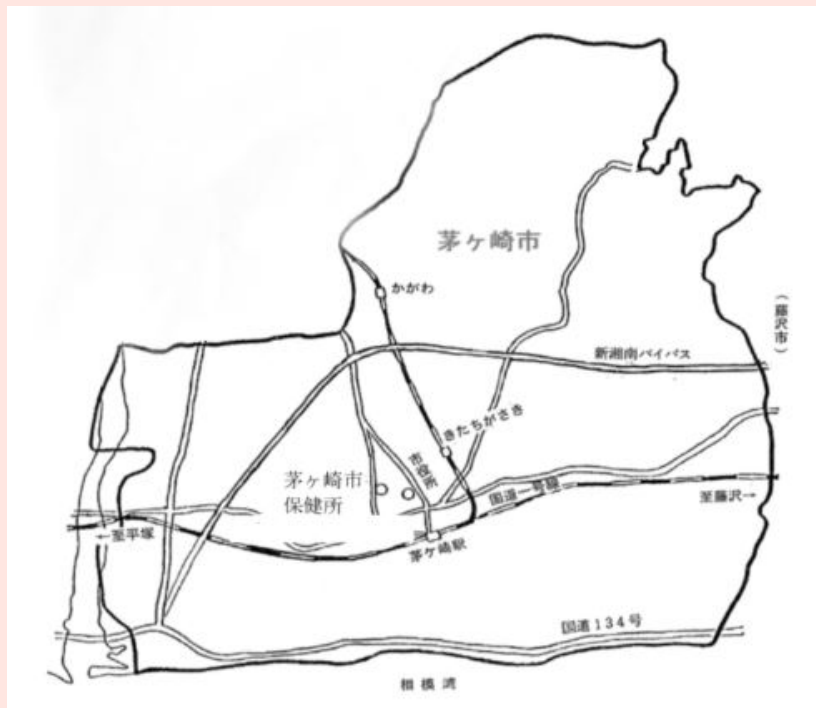 茅ヶ崎市
かがわ
(藤沢市)
新湘南バイパス
きたちがさき
市役所
茅ヶ崎市
保健所
国道一号線
至藤沢→
←至平塚
茅ケ崎駅
国道134号
相模湾